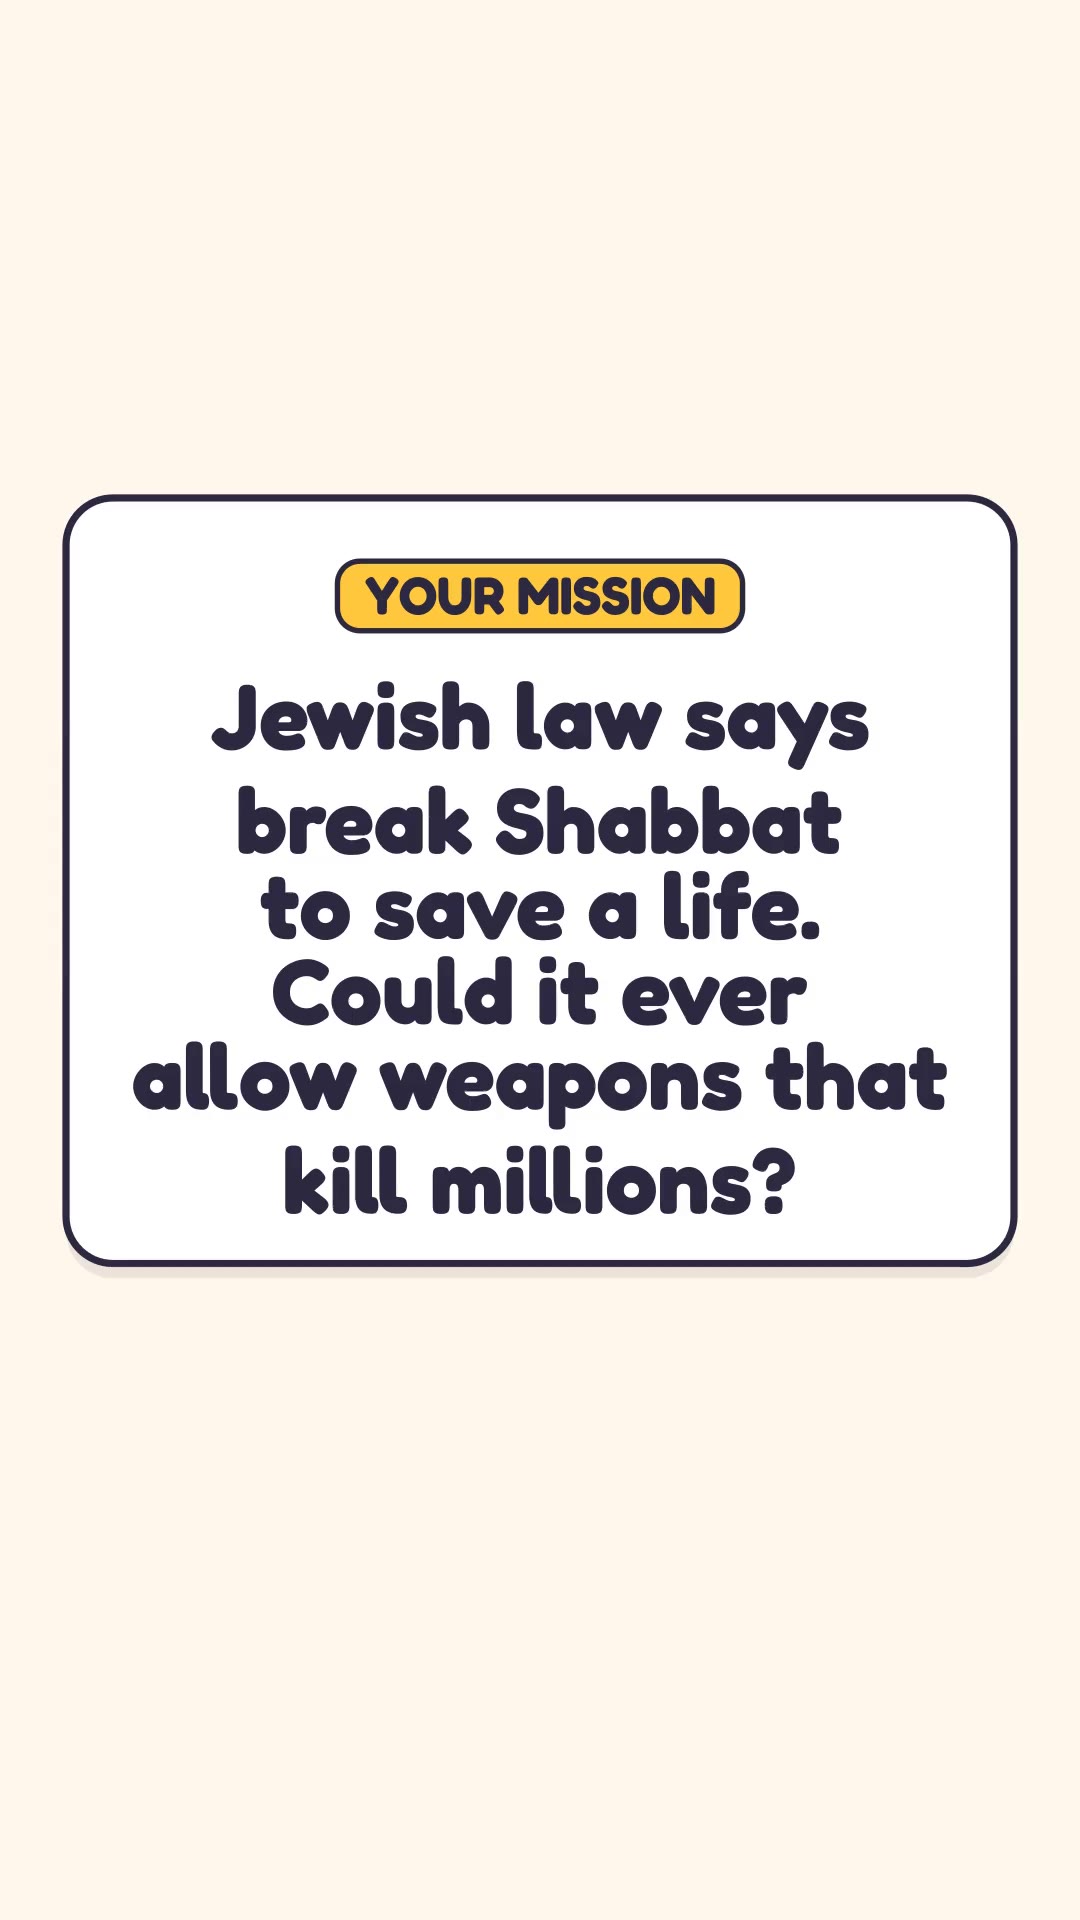 YOUR MISSION
Jewish law says
break Shabbat
to save a life.
Could it ever
allow weapons that
kill millions?